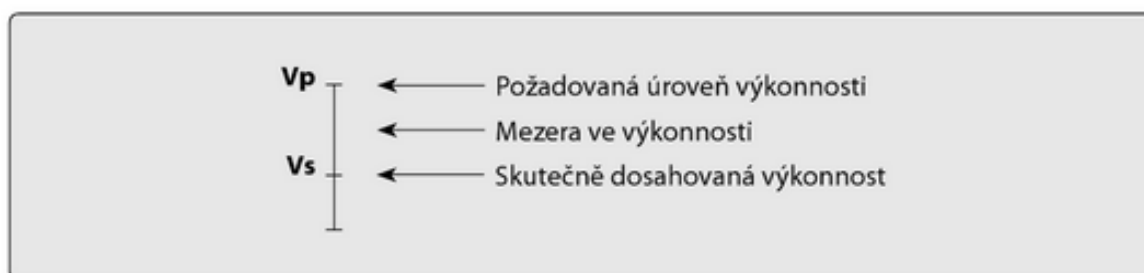 Vp Požadovaná úroveň výkonnosti
Mezera ve výkonnosti
Vs Skutečně dosahovaná výkonnost